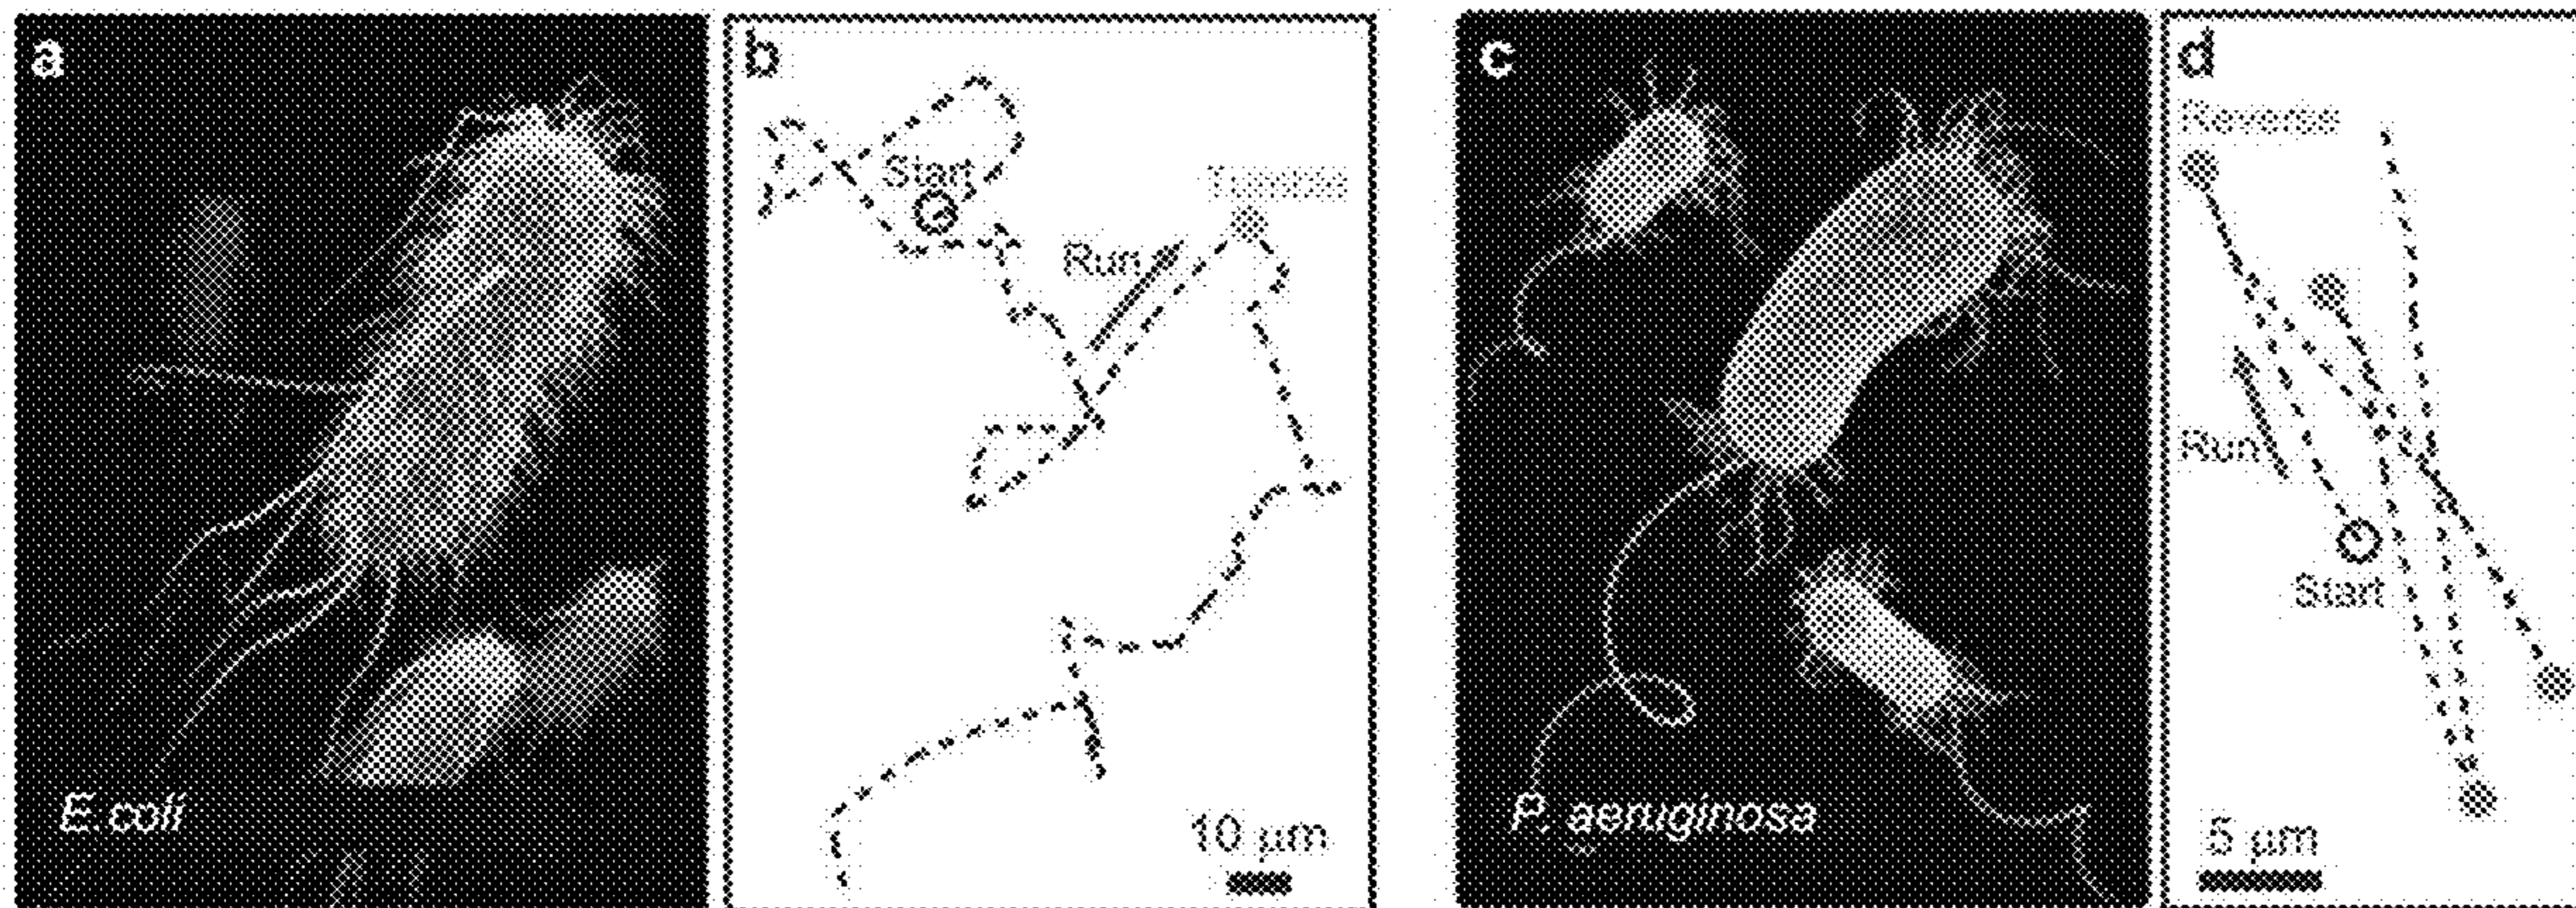 a
E. coli
b
Start
Run
Tumble
10 μm
c
P. aeruginosa
d
Reverse
Run
Start
5 μm